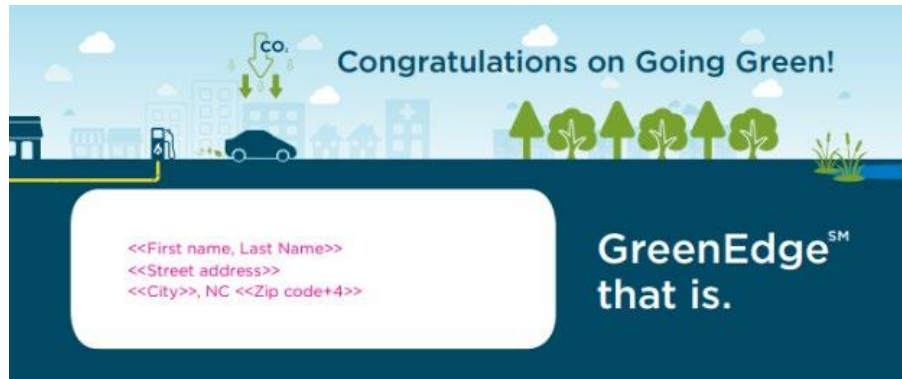 CO₂
Congratulations on Going Green!
<<First name, Last Name>>
<<Street address>>
<<City>>, NC <<Zip code+4>>
GreenEdge℠
that is.